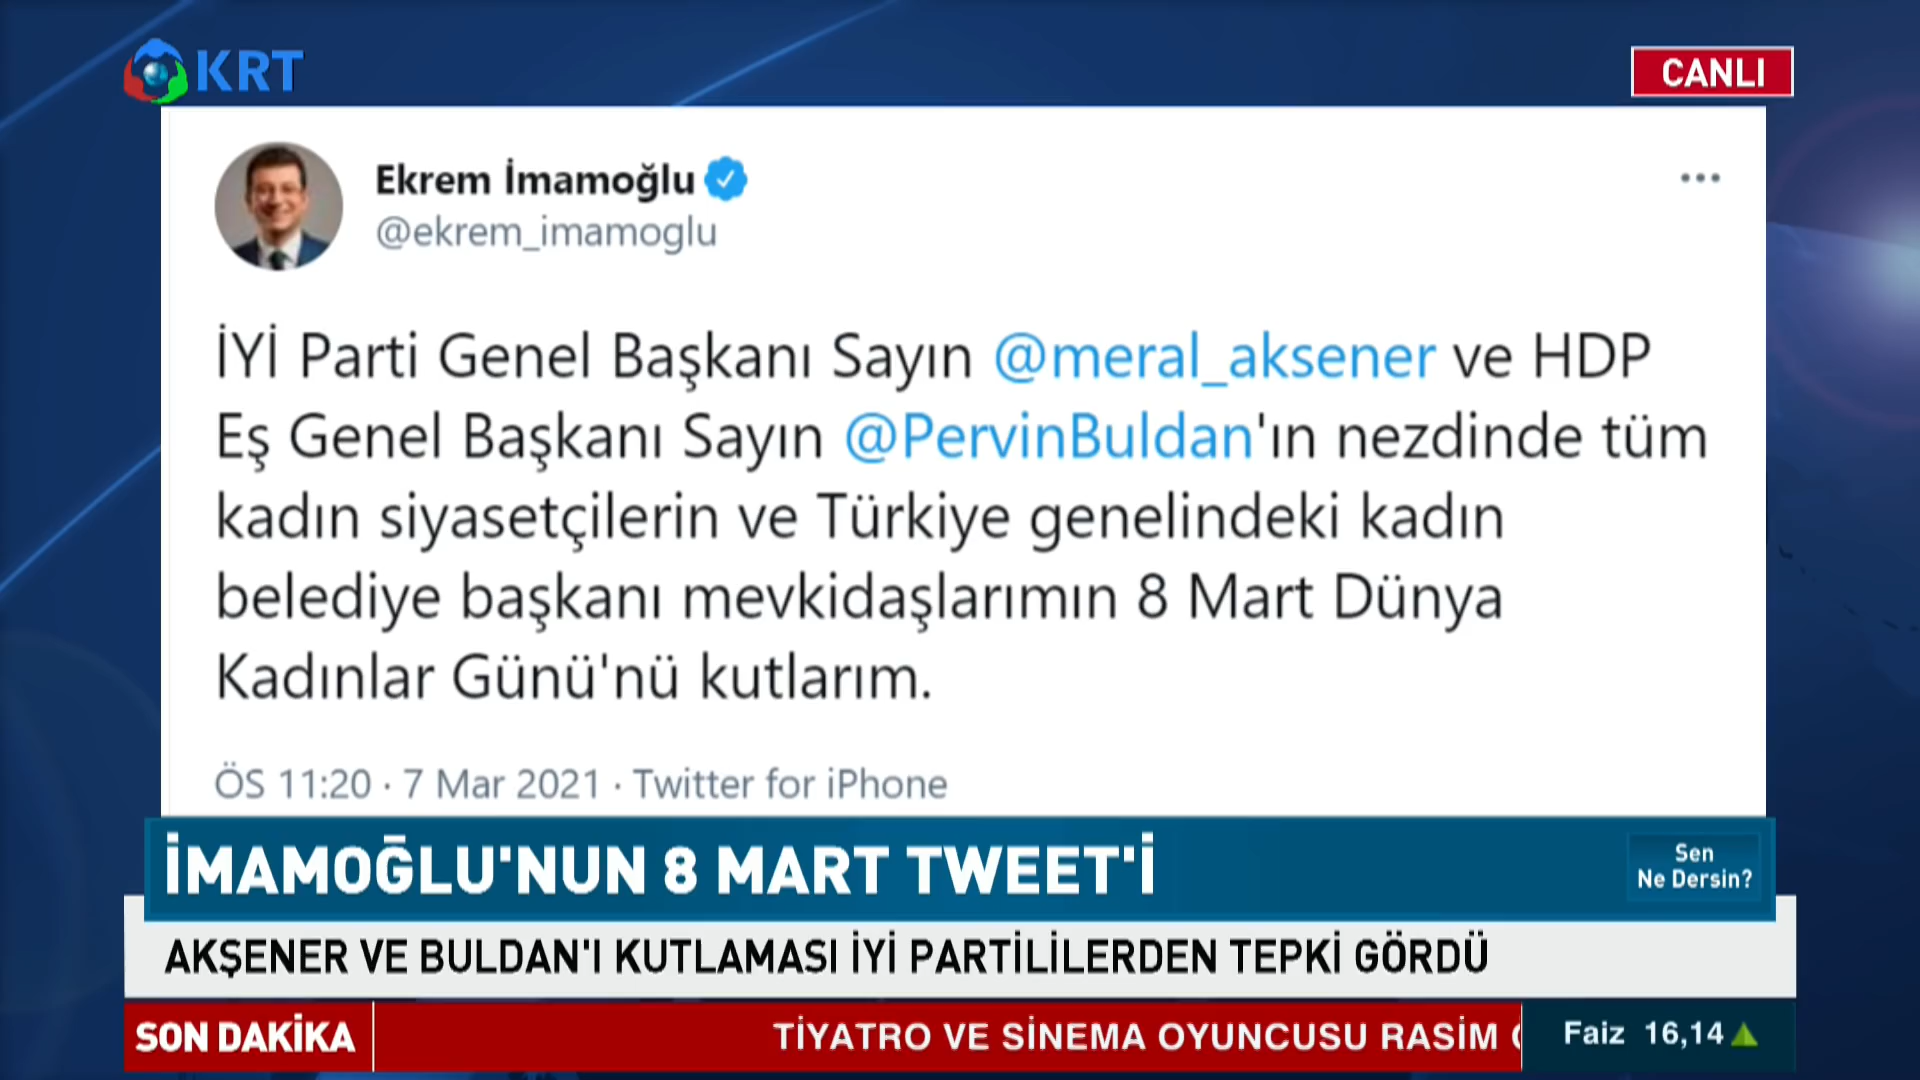 KRT
CANLI
Ekrem İmamoğlu
@ekrem_imamoglu
İYİ Parti Genel Başkanı Sayın @meral_aksener ve HDP
Eş Genel Başkanı Sayın @PervinBuldan'ın nezdinde tüm
kadın siyasetçilerin ve Türkiye genelindeki kadın
belediye başkanı mevkidaşlarımın 8 Mart Dünya
Kadınlar Günü'nü kutlarım.
ÖS 11:20 · 7 Mar 2021 · Twitter for iPhone
İMAMOĞLU'NUN 8 MART TWEET'İ
Sen
Ne Dersin?
AKŞENER VE BULDAN'I KUTLAMASI İYİ PARTİLİLERDEN TEPKİ GÖRDÜ
SON DAKİKA
TİYATRO VE SİNEMA OYUNCUSU RASİM
Faiz 16,14